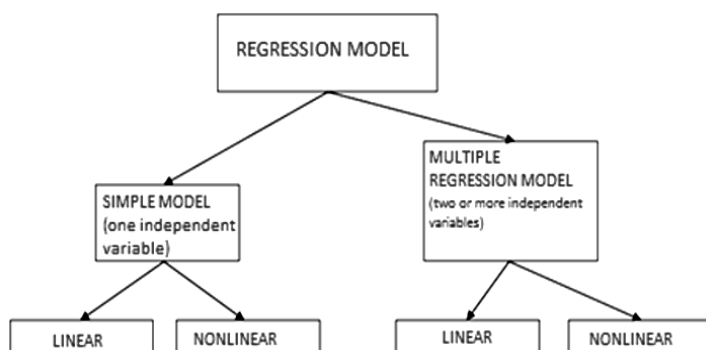 REGRESSION MODEL
SIMPLE MODEL
(one independent
variable)
MULTIPLE
REGRESSION MODEL
(two or more independent
variables)
LINEAR
NONLINEAR
LINEAR
NONLINEAR